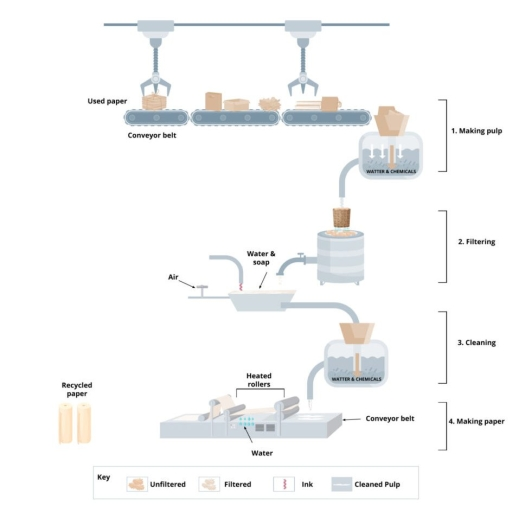 Used paper
Conveyor belt
1. Making pulp
WATTER & CHEMICALS
2. Filtering
Water &
soap
Air
3. Cleaning
WATTER & CHEMICALS
Heated
rollers
Recycled
paper
Conveyor belt
4. Making paper
Water
Key
Unfiltered
Filtered
Ink
Cleaned Pulp